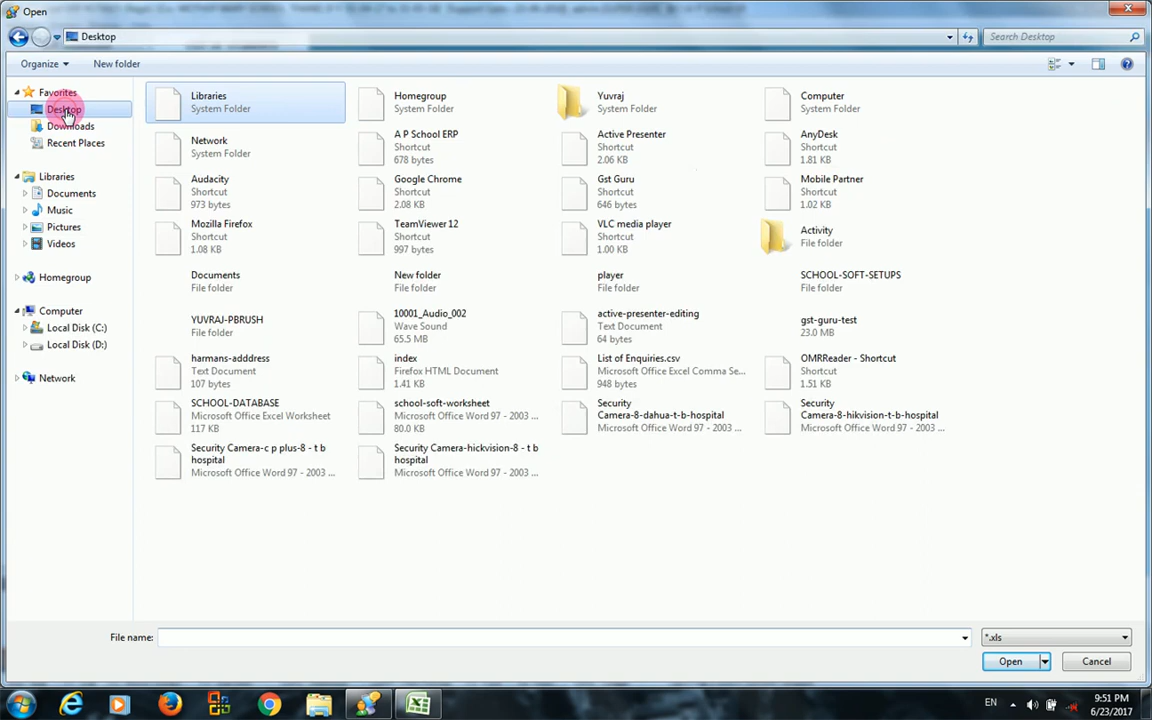 Open
Desktop
Search Desktop
Organize
New folder
Favorites
Desktop
Downloads
Recent Places
Libraries
Documents
Music
Pictures
Videos
Homegroup
Computer
Local Disk (C:)
Local Disk (D:)
Network
Libraries
System Folder
Homegroup
System Folder
Yuvraj
System Folder
Computer
System Folder
Network
System Folder
A P School ERP
Shortcut
678 bytes
Active Presenter
Shortcut
2.06 KB
AnyDesk
Shortcut
1.81 KB
Audacity
Shortcut
973 bytes
Google Chrome
Shortcut
2.08 KB
Gst Guru
Shortcut
646 bytes
Mobile Partner
Shortcut
1.02 KB
Mozilla Firefox
Shortcut
1.08 KB
TeamViewer 12
Shortcut
997 bytes
VLC media player
Shortcut
1.00 KB
Activity
File folder
Documents
File folder
New folder
File folder
player
File folder
SCHOOL-SOFT-SETUPS
File folder
YUVRAJ-PBRUSH
File folder
10001_Audio_002
Wave Sound
65.5 MB
active-presenter-editing
Text Document
64 bytes
gst-guru-test
23.0 MB
harmans-adddress
Text Document
107 bytes
index
Firefox HTML Document
1.41 KB
List of Enquiries.csv
Microsoft Office Excel Comma Se...
948 bytes
OMRReader - Shortcut
Shortcut
1.51 KB
SCHOOL-DATABASE
Microsoft Office Excel Worksheet
117 KB
school-soft-worksheet
Microsoft Office Word 97 - 2003 ...
80.0 KB
Security
Camera-8-dahua-t-b-hospital
Microsoft Office Word 97 - 2003 ...
Security
Camera-8-hikvision-t-b-hospital
Microsoft Office Word 97 - 2003 ...
Security Camera-c p plus-8 - t b
hospital
Microsoft Office Word 97 - 2003 ...
Security Camera-hickvision-8 - t b
hospital
Microsoft Office Word 97 - 2003 ...
File name:
*.xls
Open
Cancel
EN
9:51 PM
6/23/2017